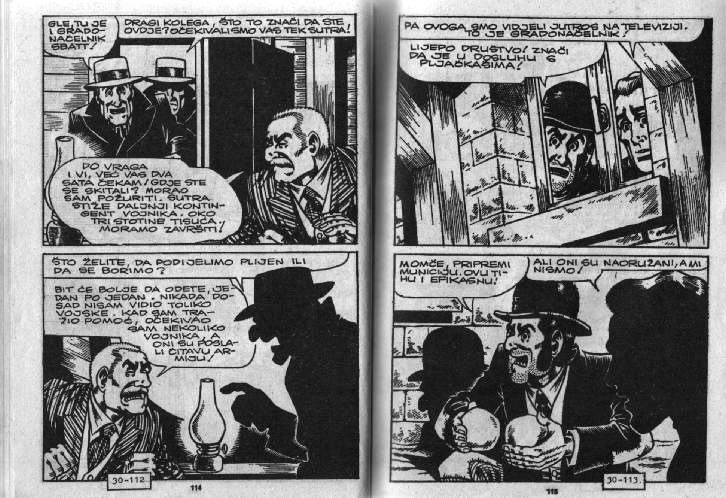 GLE, TU JE
I GRADO-
NAČELNIK
SBATT!
DRAGI KOLEGA, ŠTO TO ZNAČI DA STE
OVDJE? OČEKIVALI SMO VAS TEK SUTRA!
DO VRAGA
I VI, VEĆ VAS DVA
SATA ČEKAM! GDJE STE
SE SKITALI? MORAO
SAM POŽURITI. SUTRA
STIŽE DALJNJI KONTIN-
GENT VOJNIKA. OKO
TRI STOTINE TISUĆA,
MORAMO ZAVRŠITI!
ŠTO ŽELITE, DA PODIJELIMO PLIJEN ILI
DA SE BORIMO?
BIT ĆE BOLJE DA ODETE, JE-
DAN PO JEDAN. NIKADA DO-
SAD NISAM VIDIO TOLIKO
VOJSKE. KAD SAM TRA-
ŽIO POMOĆ, OČEKIVAO
SAM NEKOLIKO
VOJNIKA, A
ONI SU POSLA-
LI ČITAVU AR-
MIJU!
30-112
114
PA OVOGA SMO VIDJELI JUTROS NA TELEVIZIJI.
TO JE GRADONAČELNIK!
LIJEPO DRUŠTVO! ZNAČI
DA JE U DOSLUHU S
PLJAČKAŠIMA!
MOMČE, PRIPREMI
MUNICIJU. OVU TI-
HU I EFIKASNU!
ALI ONI SU NAORUŽANI, A MI
NISMO!
115
30-113